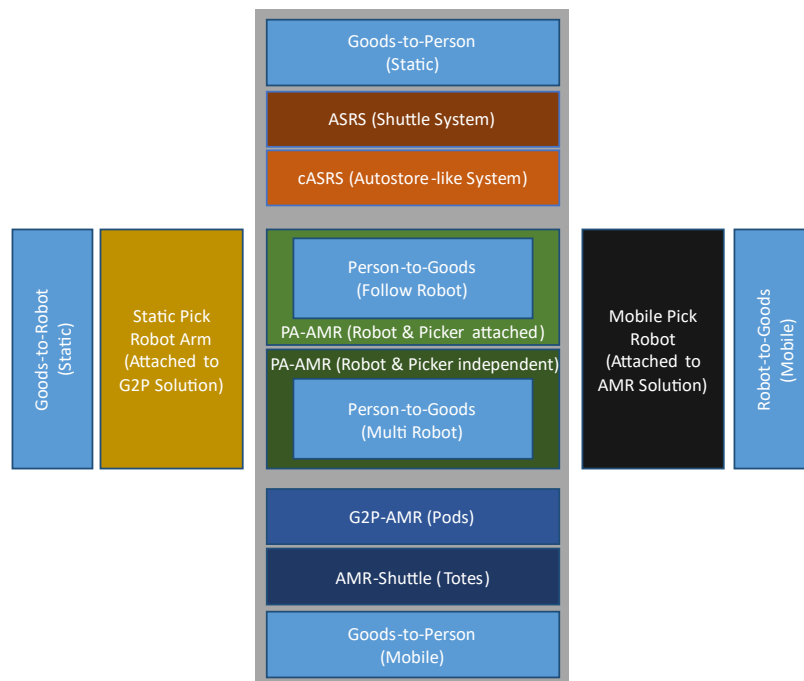 Goods-to-Person
(Static)
ASRS (Shuttle System)
cASRS (Autostore-like System)
Goods-to-Robot
(Static)
Static Pick
Robot Arm
(Attached to
G2P Solution)
Person-to-Goods
(Follow Robot)
PA-AMR (Robot & Picker attached)
PA-AMR (Robot & Picker independent)
Person-to-Goods
(Multi Robot)
Mobile Pick
Robot
(Attached to
AMR Solution)
Robot-to-Goods
(Mobile)
G2P-AMR (Pods)
AMR-Shuttle (Totes)
Goods-to-Person
(Mobile)